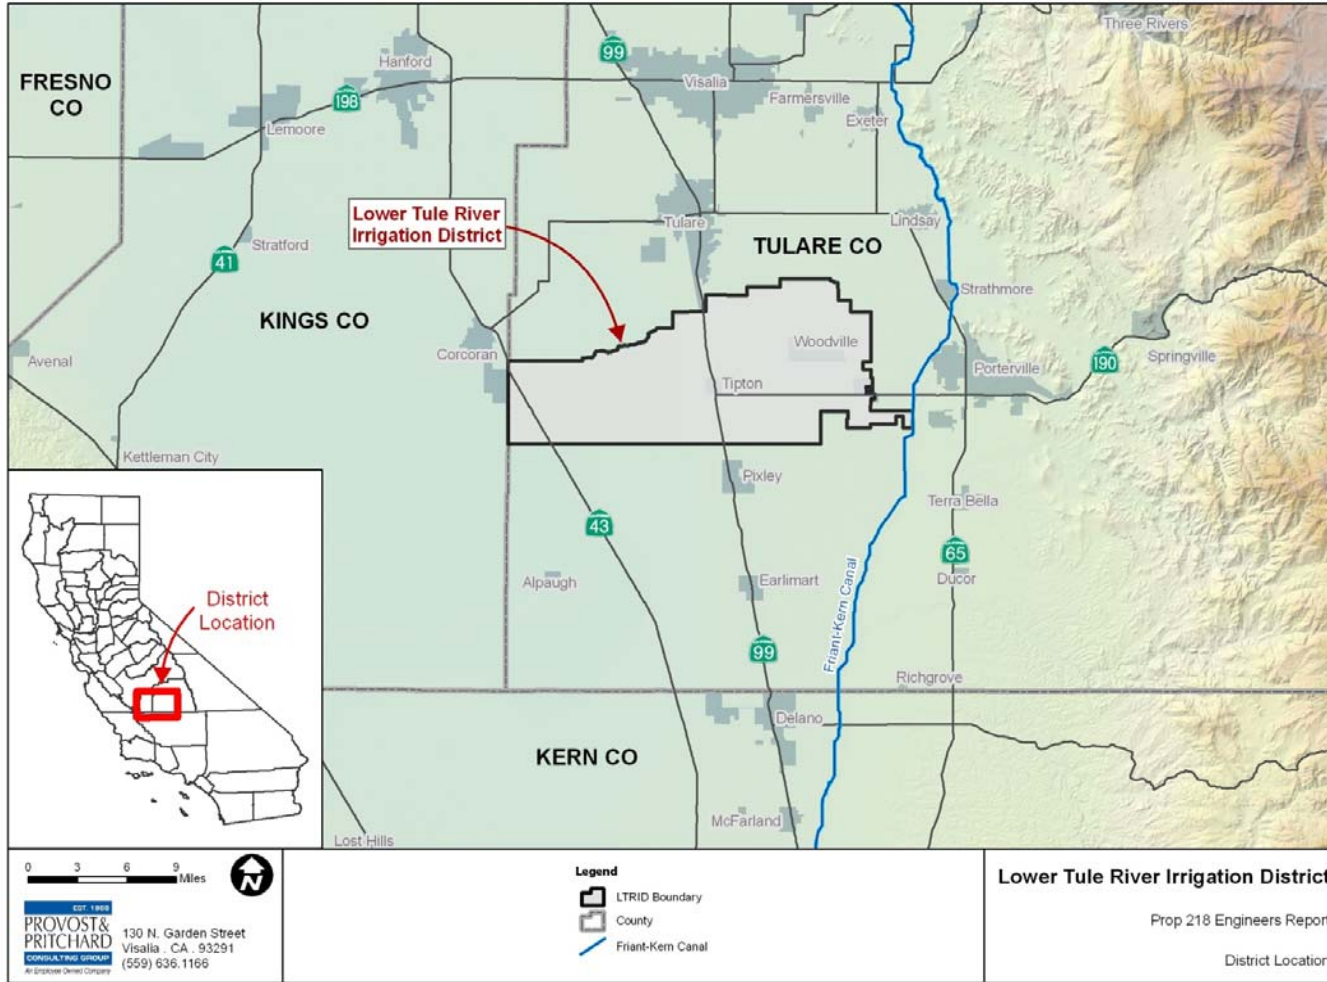 Three Rivers
99
Hanford
FRESNO
CO
Visalia
198
Farmersville
Lemoore
Exeter
Lower Tule River
Irrigation District
Tulare
Lindsay
Stratford
TULARE CO
41
Strathmore
KINGS CO
Woodville
Corcoran
Avenal
Springville
190
Porterville
Tipton
Kettleman City
Pixley
Terra Bella
43
65
Alpaugh
Earlimart
Ducor
District
Location
Friant-Kern Canal
99
Richgrove
Delano
KERN CO
McFarland
Lost Hills
0 3 6 9
Miles
N
EST. 1968
PROVOST&
PRITCHARD
CONSULTING GROUP
An Employee Owned Company
130 N. Garden Street
Visalia . CA . 93291
(559) 636.1166
Legend
LTRID Boundary
County
Friant-Kern Canal
Lower Tule River Irrigation District
Prop 218 Engineers Report
District Location